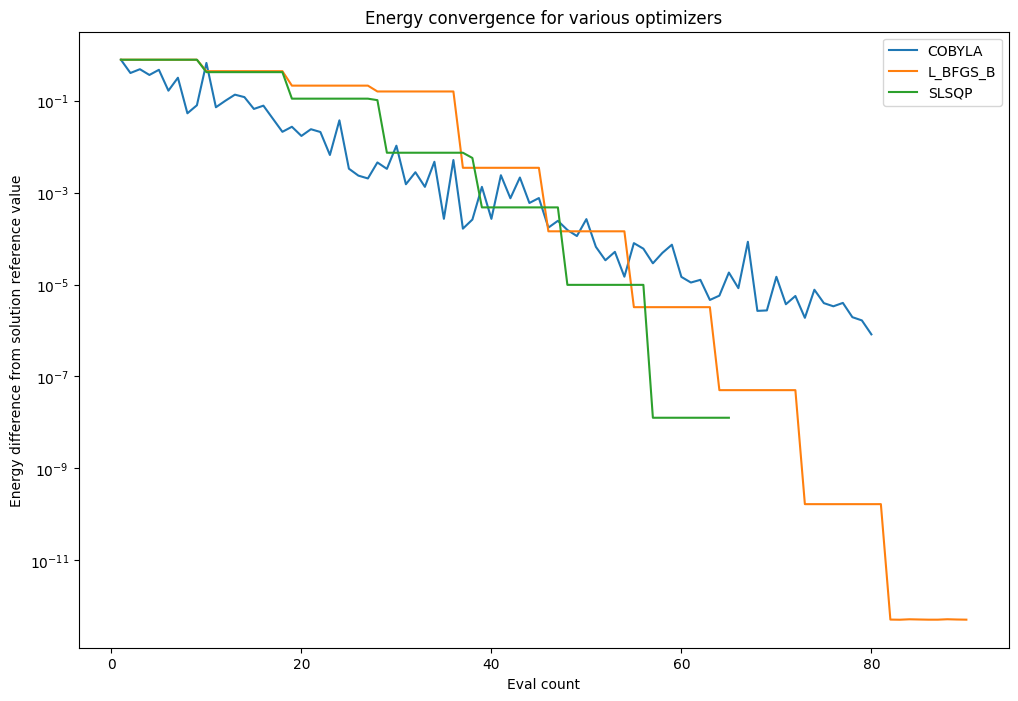 Energy convergence for various optimizers
COBYLA
L_BFGS_B
SLSQP
Energy difference from solution reference value
10⁻¹
10⁻³
10⁻⁵
10⁻⁷
10⁻⁹
10⁻¹¹
0 20 40 60 80
Eval count